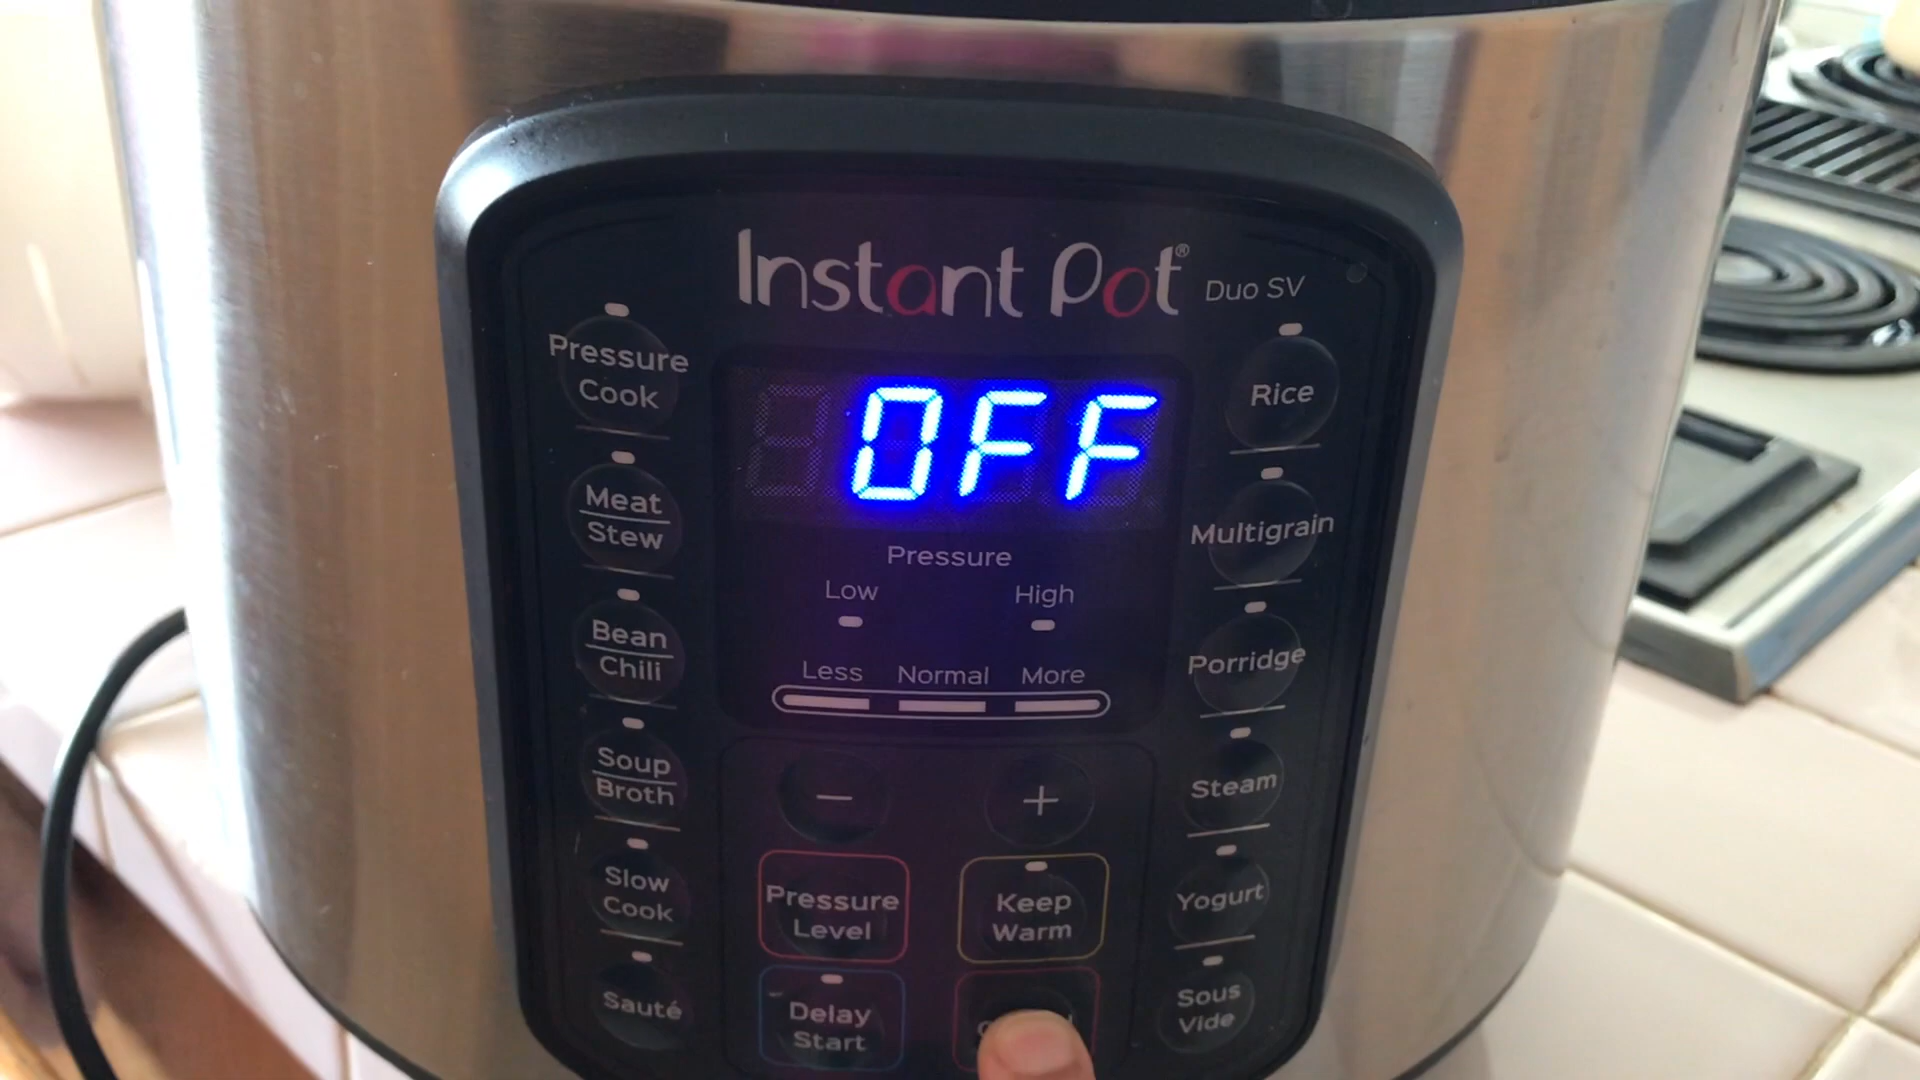 Instant Pot® Duo SV
OFF
Pressure
Low High
Less Normal More
Pressure
Cook
Meat
Stew
Bean
Chili
Soup
Broth
Slow
Cook
Sauté
−
+
Pressure
Level
Keep
Warm
Delay
Start
Rice
Multigrain
Porridge
Steam
Yogurt
Sous
Vide